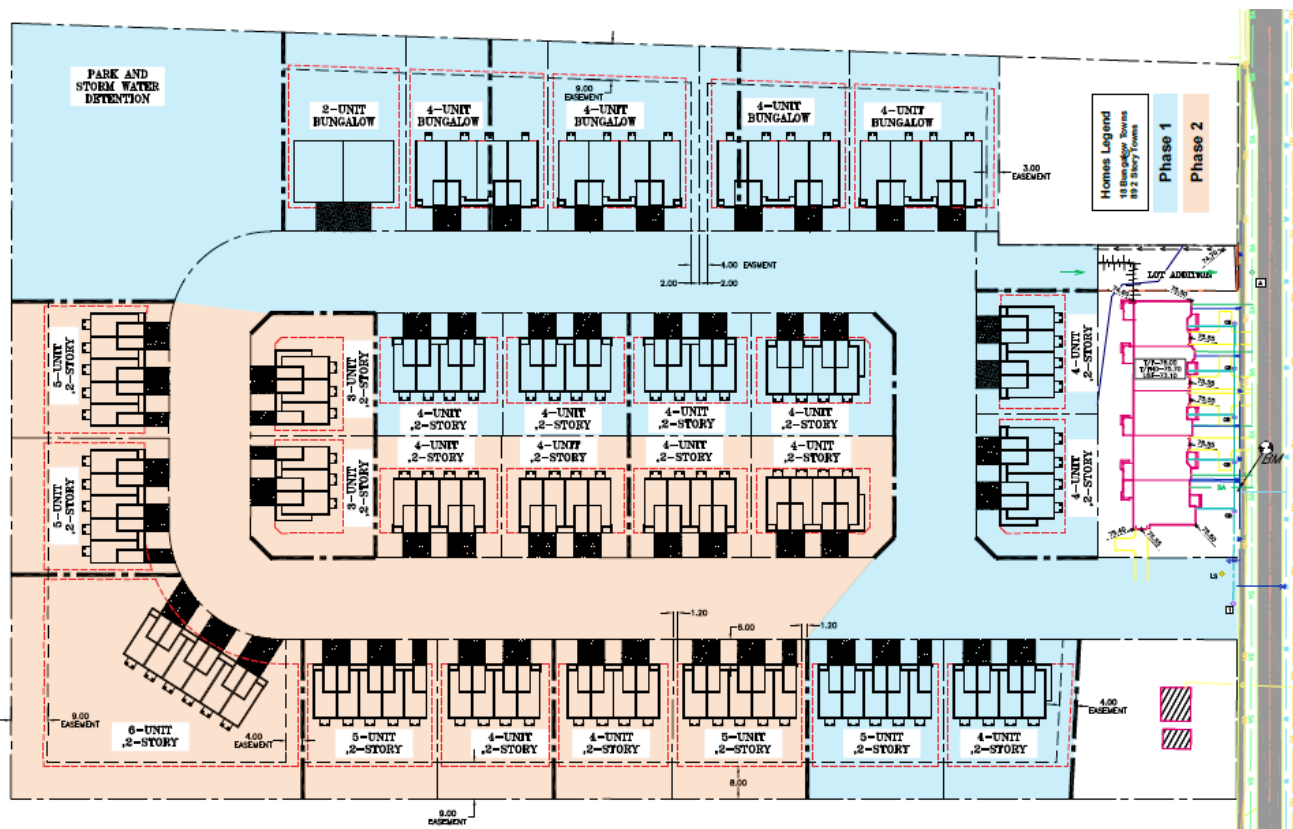 PARK AND
STORM WATER
DETENTION
2-UNIT
BUNGALOW
4-UNIT
BUNGALOW
9.00
EASEMENT
4-UNIT
BUNGALOW
4-UNIT
BUNGALOW
4-UNIT
BUNGALOW
3.00
EASEMENT
Homes Legend
18 Bungalow Towns
89 2 Story Towns
Phase 1
Phase 2
4.00 EASMENT
2.00
2.00
LOT ADDITION
74.70
A
5-UNIT
,2-STORY
3-UNIT
,2-STORY
4-UNIT
,2-STORY
4-UNIT
,2-STORY
4-UNIT
,2-STORY
4-UNIT
,2-STORY
4-UNIT
,2-STORY
5-UNIT
,2-STORY
3-UNIT
,2-STORY
4-UNIT
,2-STORY
4-UNIT
,2-STORY
4-UNIT
,2-STORY
4-UNIT
,2-STORY
4-UNIT
,2-STORY
BM
SA
LS
1.20
6.00
1.20
9.00
EASEMENT
6-UNIT
,2-STORY
4.00
EASEMENT
5-UNIT
,2-STORY
4-UNIT
,2-STORY
4-UNIT
,2-STORY
5-UNIT
,2-STORY
5-UNIT
,2-STORY
4-UNIT
,2-STORY
4.00
EASEMENT
8.00
9.00
EASEMENT